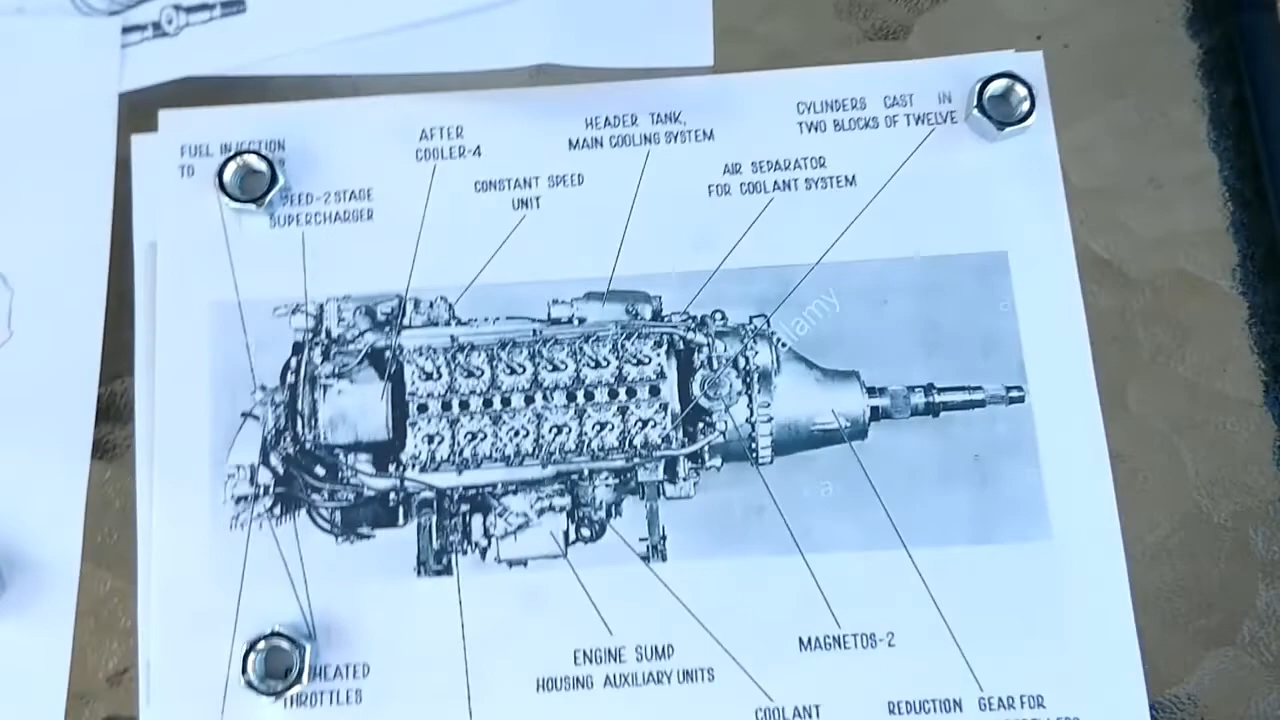 FUEL INJECTION
TO
SPEED-2 STAGE
SUPERCHARGER
AFTER
COOLER-4
CONSTANT SPEED
UNIT
HEADER TANK,
MAIN COOLING SYSTEM
AIR SEPARATOR
FOR COOLANT SYSTEM
CYLINDERS CAST IN
TWO BLOCKS OF TWELVE
alamy
a
HEATED
THROTTLES
ENGINE SUMP
HOUSING AUXILIARY UNITS
COOLANT
MAGNETOS-2
REDUCTION GEAR FOR